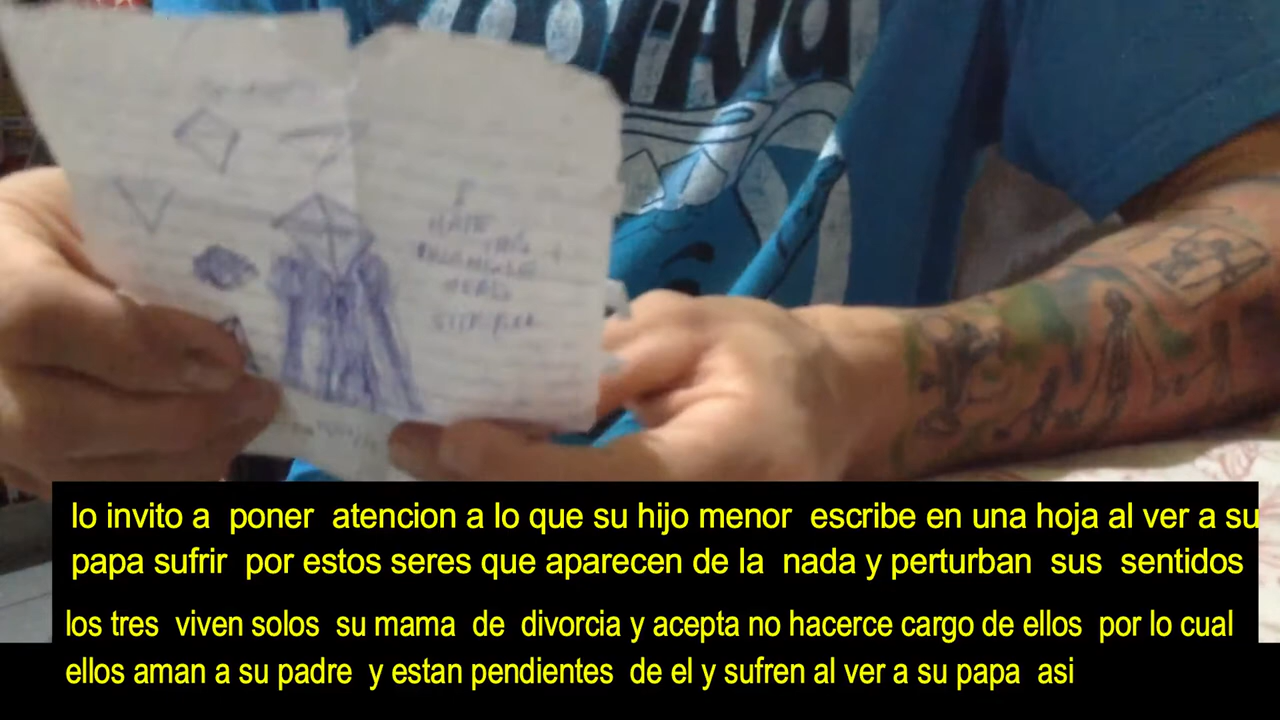 I
HATE
lo invito a poner atencion a lo que su hijo menor escribe en una hoja al ver a su
papa sufrir por estos seres que aparecen de la nada y perturban sus sentidos
los tres viven solos su mama de divorcia y acepta no hacerce cargo de ellos por lo cual
ellos aman a su padre y estan pendientes de el y sufren al ver a su papa asi